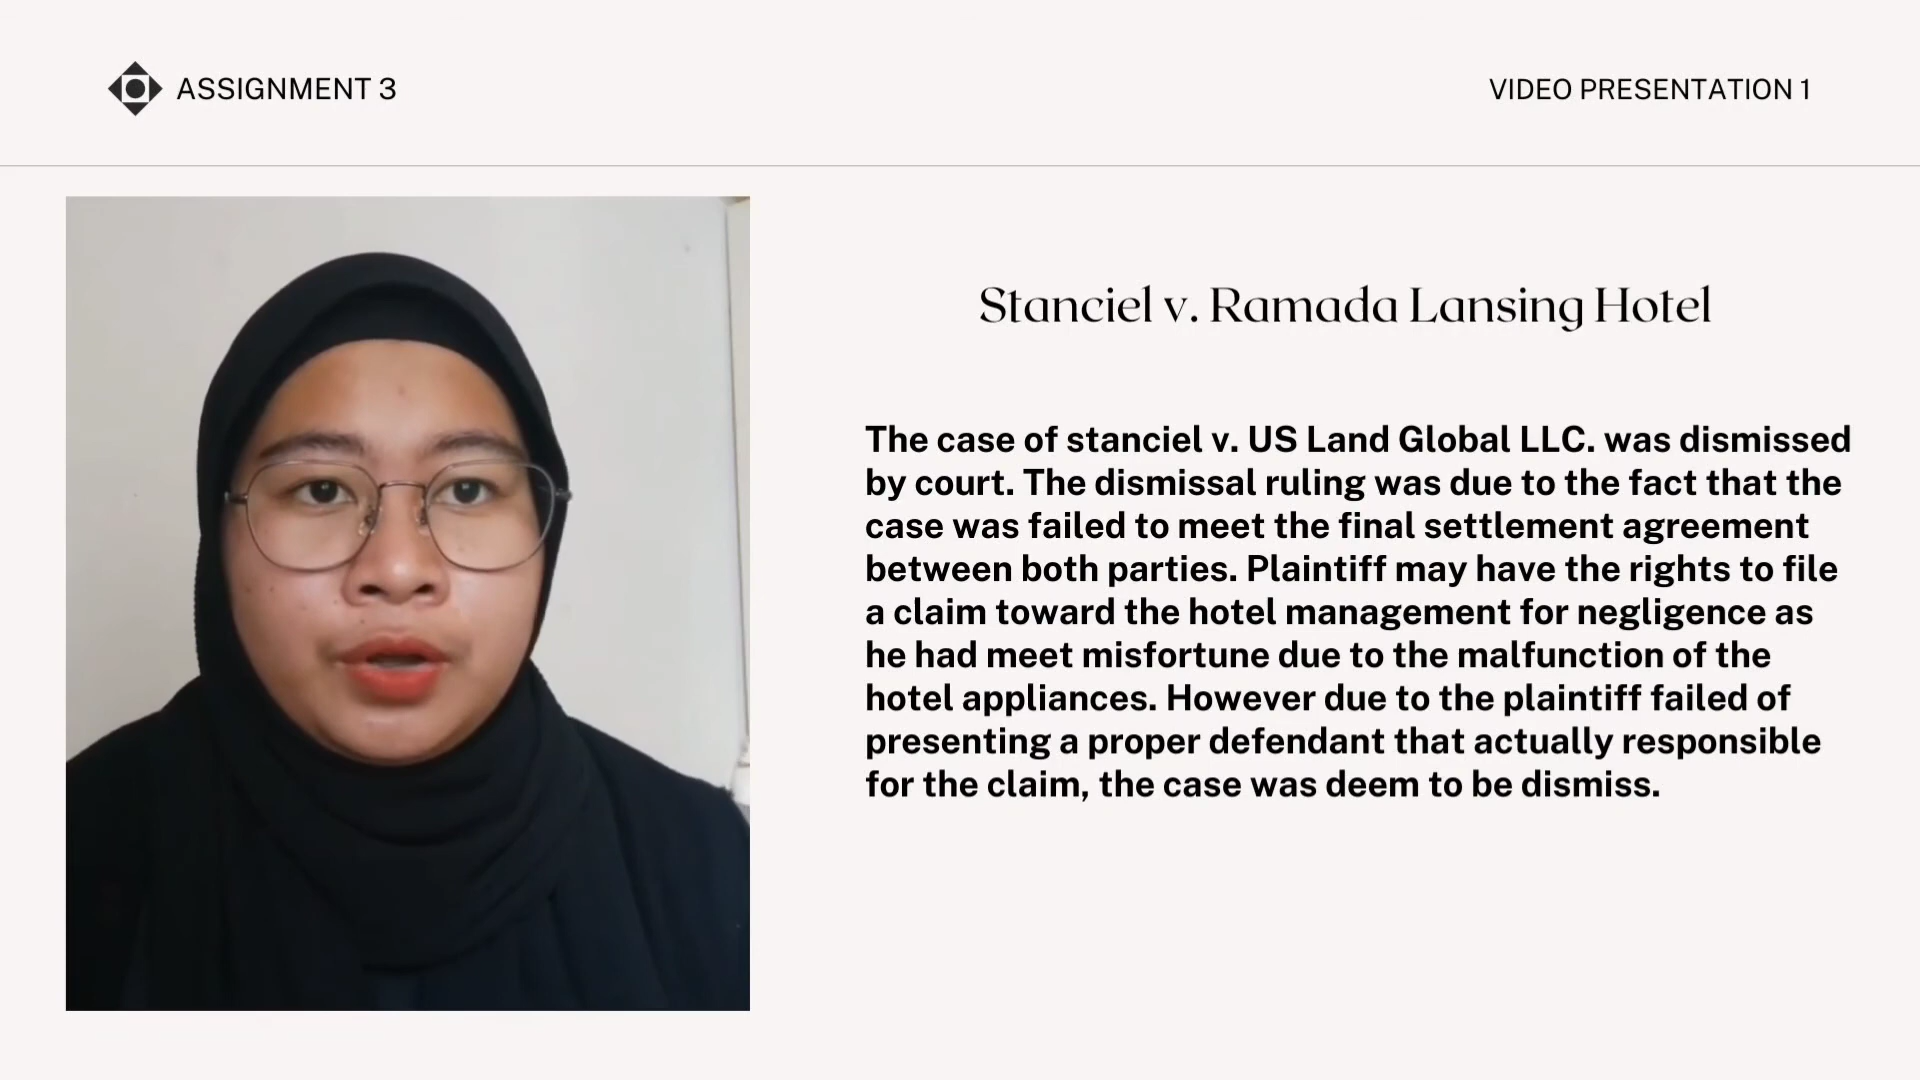 ASSIGNMENT 3
VIDEO PRESENTATION 1
Stanciel v. Ramada Lansing Hotel
The case of stanciel v. US Land Global LLC. was dismissed
by court. The dismissal ruling was due to the fact that the
case was failed to meet the final settlement agreement
between both parties. Plaintiff may have the rights to file
a claim toward the hotel management for negligence as
he had meet misfortune due to the malfunction of the
hotel appliances. However due to the plaintiff failed of
presenting a proper defendant that actually responsible
for the claim, the case was deem to be dismiss.